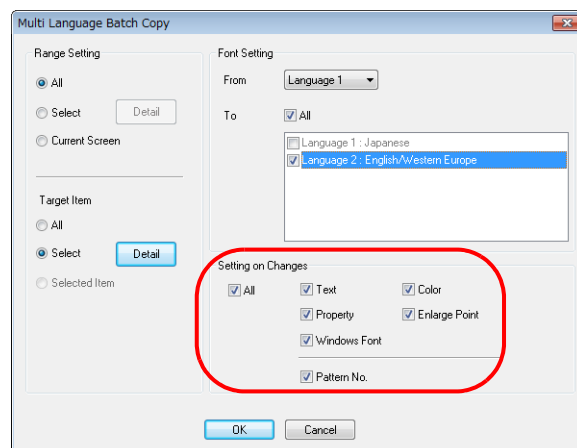 Multi Language Batch Copy
Range Setting
All
Select
Detail
Current Screen
Target Item
All
Select
Detail
Selected Item
Font Setting
From
Language 1
To
All
Language 1 : Japanese
Language 2 : English/Western Europe
Setting on Changes
All
Text
Color
Property
Enlarge Point
Windows Font
Pattern No.
OK
Cancel